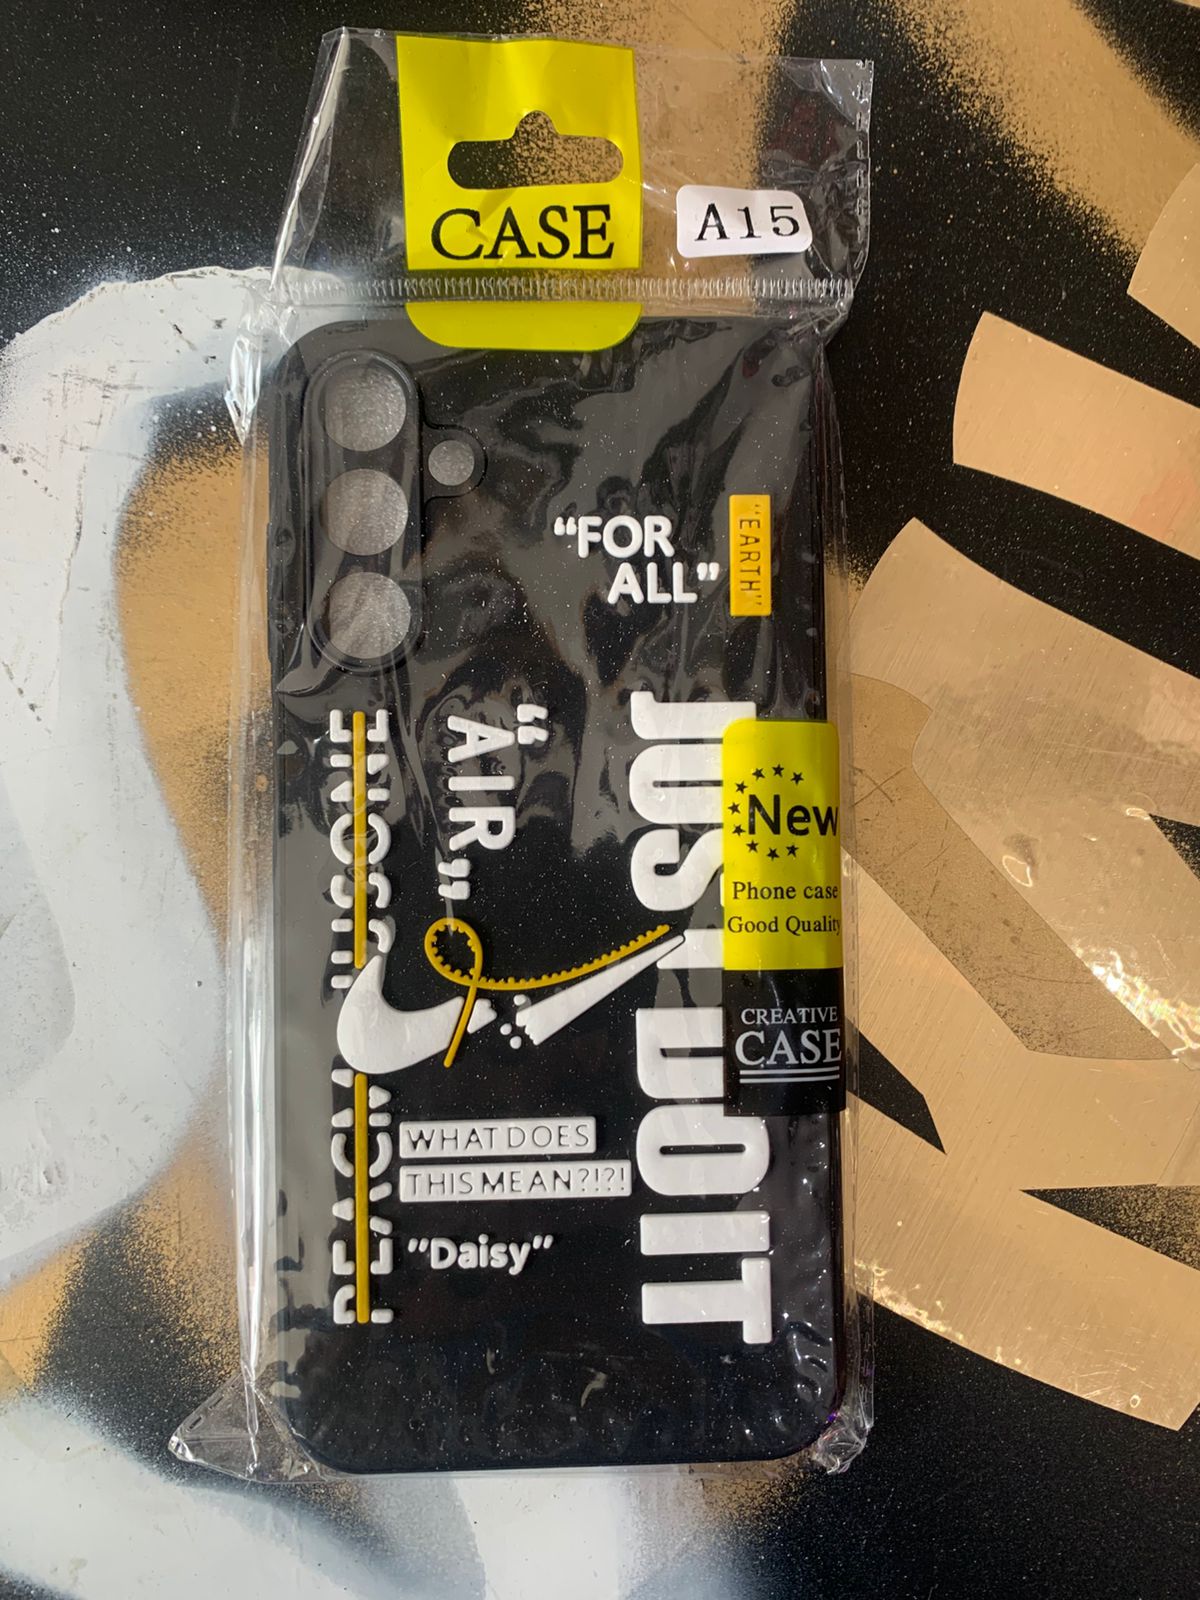 CASE
A15
“FOR
ALL”
"EARTH"
“AIR”
JUST DO IT
New
Phone case
Good Quality
CREATIVE
CASE
WHAT DOES
THIS MEAN?!?!
"Daisy"